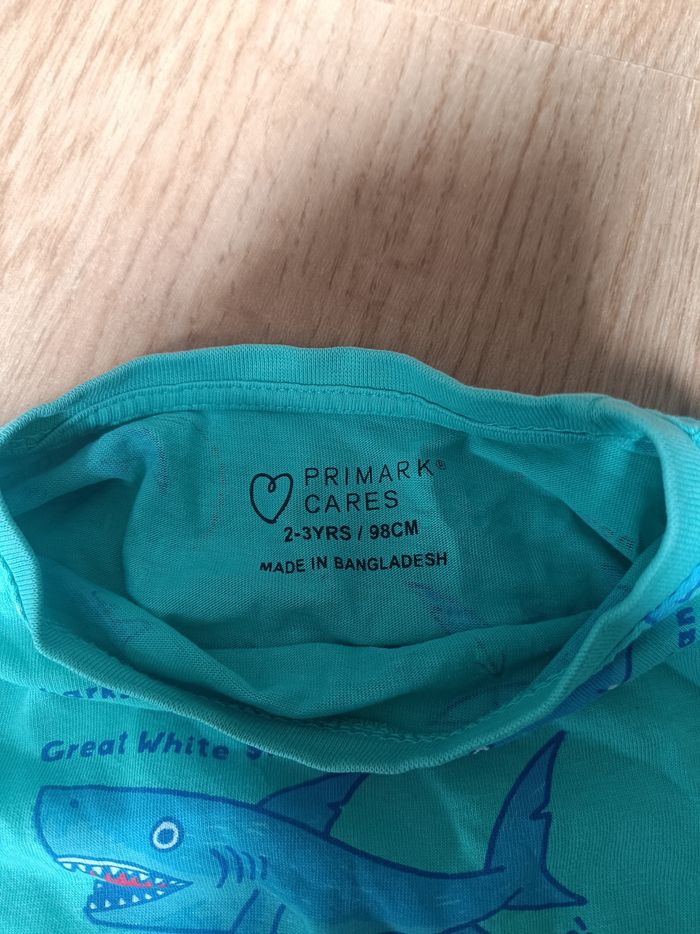 PRIMARK®
CARES
2-3YRS / 98CM
MADE IN BANGLADESH
Great White